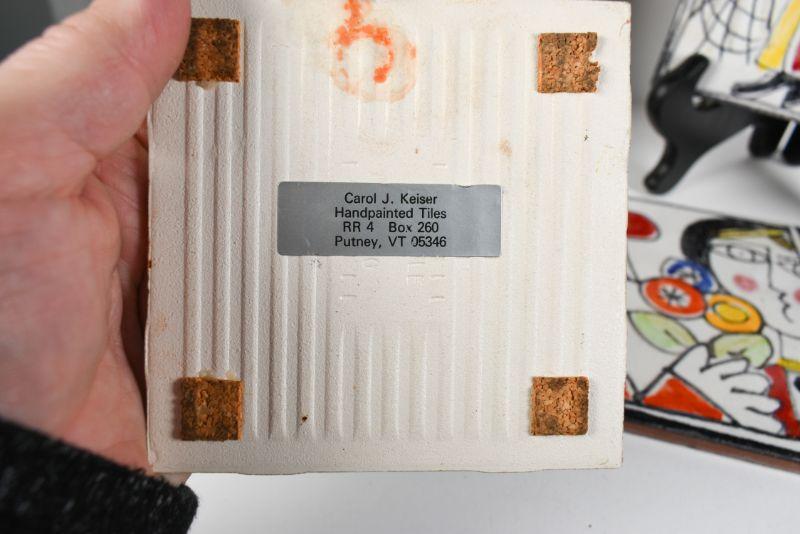 Carol J. Keiser
Handpainted Tiles
RR 4 Box 260
Putney, VT 05346